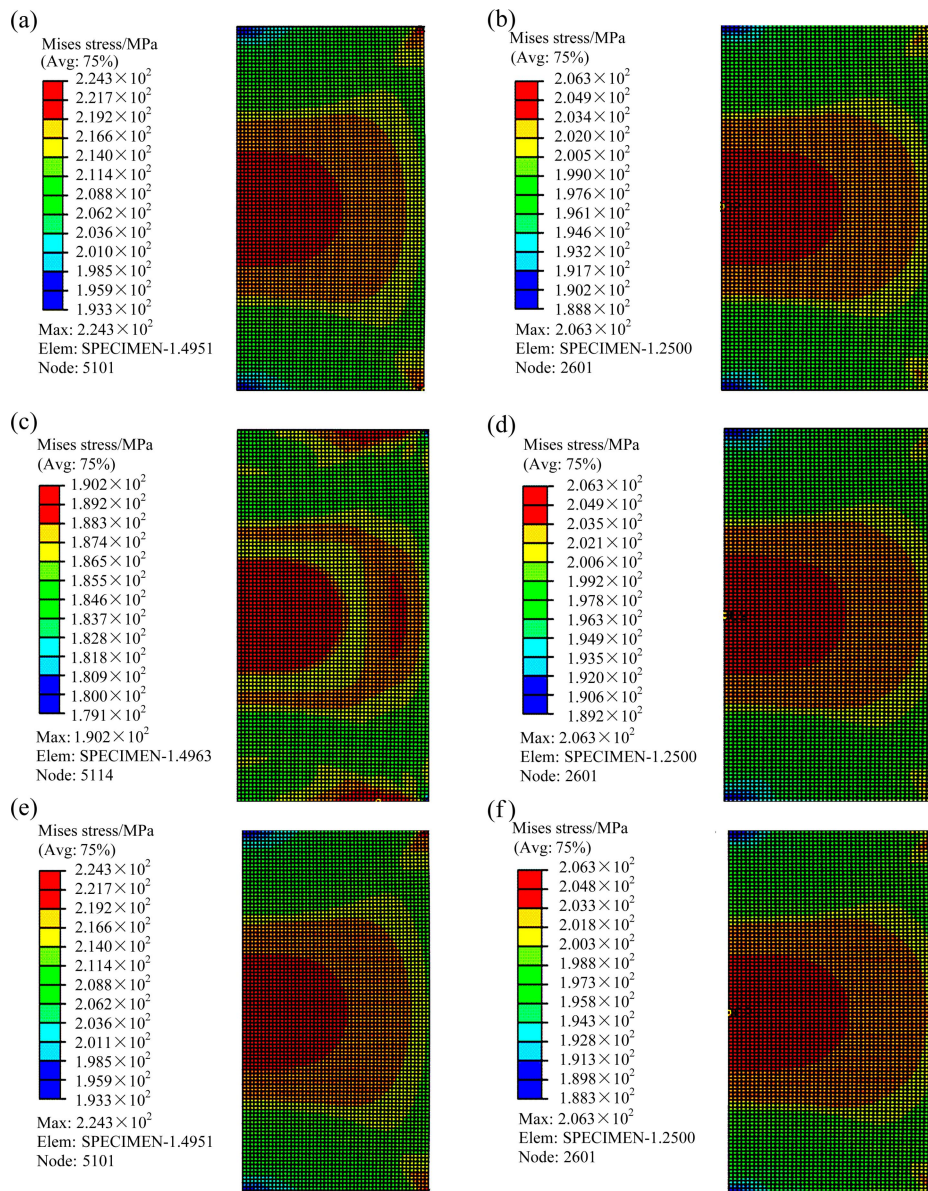 (a)
Mises stress/MPa
(Avg: 75%)
2.243×10²
2.217×10²
2.192×10²
2.166×10²
2.140×10²
2.114×10²
2.088×10²
2.062×10²
2.036×10²
2.010×10²
1.985×10²
1.959×10²
1.933×10²
Max: 2.243×10²
Elem: SPECIMEN-1.4951
Node: 5101
(b)
Mises stress/MPa
(Avg: 75%)
2.063×10²
2.049×10²
2.034×10²
2.020×10²
2.005×10²
1.990×10²
1.976×10²
1.961×10²
1.946×10²
1.932×10²
1.917×10²
1.902×10²
1.888×10²
Max: 2.063×10²
Elem: SPECIMEN-1.2500
Node: 2601
(c)
Mises stress/MPa
(Avg: 75%)
1.902×10²
1.892×10²
1.883×10²
1.874×10²
1.865×10²
1.855×10²
1.846×10²
1.837×10²
1.828×10²
1.818×10²
1.809×10²
1.800×10²
1.791×10²
Max: 1.902×10²
Elem: SPECIMEN-1.4963
Node: 5114
(d)
Mises stress/MPa
(Avg: 75%)
2.063×10²
2.049×10²
2.035×10²
2.021×10²
2.006×10²
1.992×10²
1.978×10²
1.963×10²
1.949×10²
1.935×10²
1.920×10²
1.906×10²
1.892×10²
Max: 2.063×10²
Elem: SPECIMEN-1.2500
Node: 2601
(e)
Mises stress/MPa
(Avg: 75%)
2.243×10²
2.217×10²
2.192×10²
2.166×10²
2.140×10²
2.114×10²
2.088×10²
2.062×10²
2.036×10²
2.011×10²
1.985×10²
1.959×10²
1.933×10²
Max: 2.243×10²
Elem: SPECIMEN-1.4951
Node: 5101
(f)
Mises stress/MPa
(Avg: 75%)
2.063×10²
2.048×10²
2.033×10²
2.018×10²
2.003×10²
1.988×10²
1.973×10²
1.958×10²
1.943×10²
1.928×10²
1.913×10²
1.898×10²
1.883×10²
Max: 2.063×10²
Elem: SPECIMEN-1.2500
Node: 2601